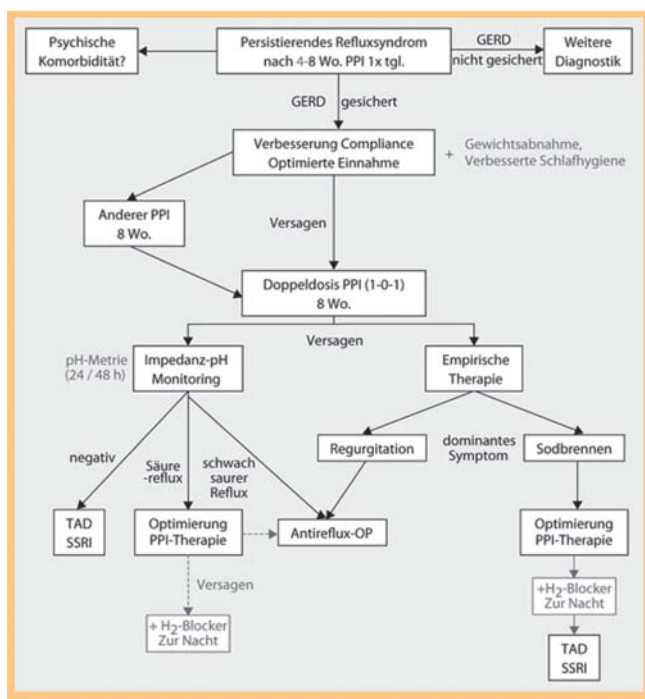 Psychische
Komorbidität?
Persistierendes Refluxsyndrom
nach 4-8 Wo. PPI 1x tgl.
GERD
nicht gesichert
Weitere
Diagnostik
GERD gesichert
Verbesserung Compliance
Optimierte Einnahme
+ Gewichtsabnahme,
Verbesserte Schlafhygiene
Anderer PPI
8 Wo.
Versagen
Doppeldosis PPI (1-0-1)
8 Wo.
Versagen
pH-Metrie
(24 / 48 h)
Impedanz-pH
Monitoring
Empirische
Therapie
negativ
Säure
-reflux
schwach
saurer
Reflux
Regurgitation
dominantes
Symptom
Sodbrennen
TAD
SSRI
Optimierung
PPI-Therapie
Antireflux-OP
Optimierung
PPI-Therapie
Versagen
+ H2-Blocker
Zur Nacht
+H2-Blocker
Zur Nacht
TAD
SSRI